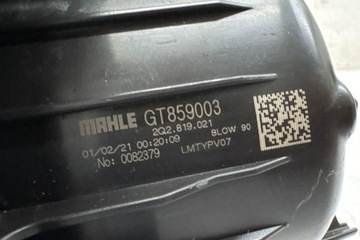 MAHLE GT859003
2Q2.819.021 BLOW 90
01/02/21 00:20:09
No: 0082379 LMTYPV07